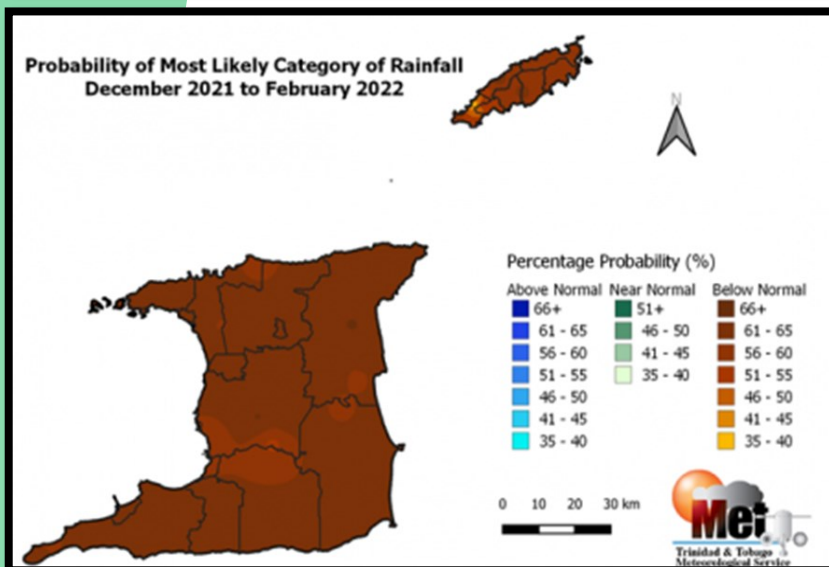 Probability of Most Likely Category of Rainfall
December 2021 to February 2022
N
Percentage Probability (%)
Above Normal Near Normal Below Normal
66+ 51+ 66+
61 - 65 46 - 50 61 - 65
56 - 60 41 - 45 56 - 60
51 - 55 35 - 40 51 - 55
46 - 50 46 - 50
41 - 45 41 - 45
35 - 40 35 - 40
0 10 20 30 km
Met
Trinidad & Tobago
Meteorological Service